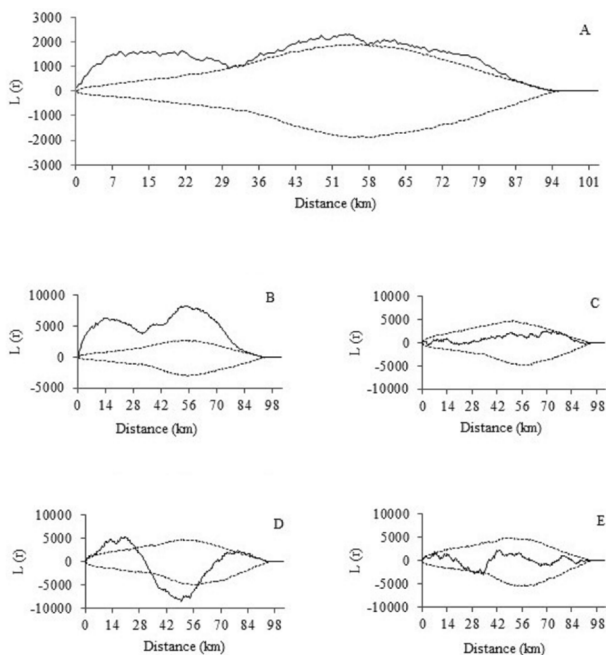 A
L (r)
3000
2000
1000
0
-1000
-2000
-3000
0 7 15 22 29 36 43 50 58 65 72 79 87 94 101
Distance (km)
B
L (r)
10000
5000
0
-5000
0 14 28 42 56 70 84 98
Distance (km)
C
L (r)
10000
5000
0
-5000
-10000
0 14 28 42 56 70 84 98
Distance (km)
D
L (r)
10000
5000
0
-5000
-10000
0 14 28 42 56 70 84 98
Distance (km)
E
L (r)
10000
5000
0
-5000
-10000
0 14 28 42 56 70 84 98
Distance (km)